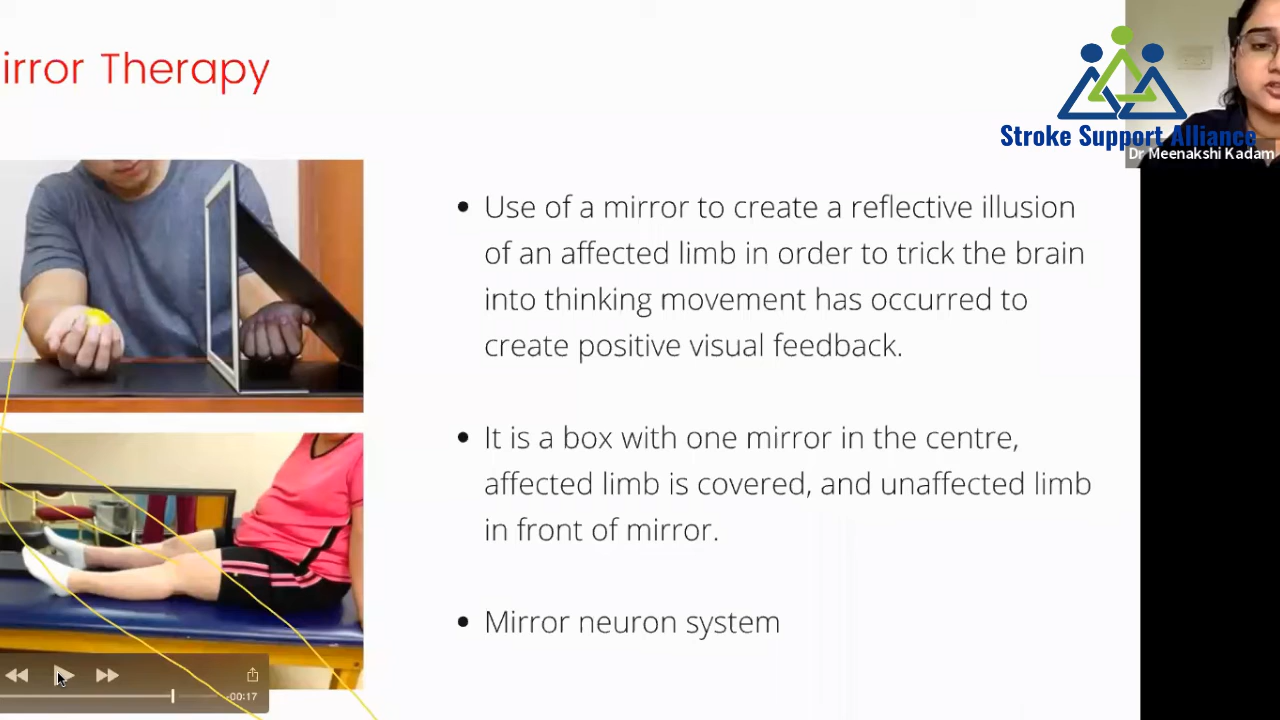 irror Therapy
Stroke Support Alliance
Dr Meenakshi Kadam
Use of a mirror to create a reflective illusion
of an affected limb in order to trick the brain
into thinking movement has occurred to
create positive visual feedback.
It is a box with one mirror in the centre,
affected limb is covered, and unaffected limb
in front of mirror.
Mirror neuron system
-00:17